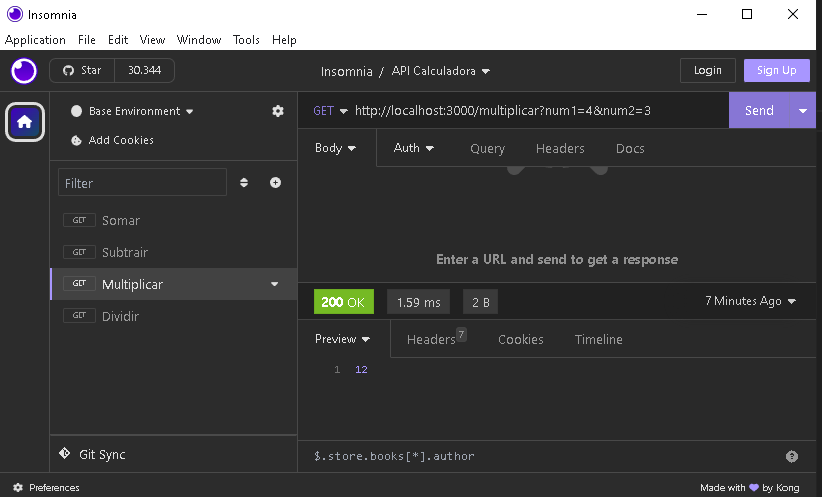 Insomnia
Application File Edit View Window Tools Help
Star 30.344
Insomnia / API Calculadora
Login Sign Up
Base Environment
Add Cookies
Filter
GET Somar
GET Subtrair
GET Multiplicar
GET Dividir
Git Sync
GET http://localhost:3000/multiplicar?num1=4&num2=3 Send
Body Auth Query Headers Docs
Enter a URL and send to get a response
200 OK 1.59 ms 2 B 7 Minutes Ago
Preview Headers 7 Cookies Timeline
1 12
$.store.books[*].author ?
Preferences Made with ♥ by Kong